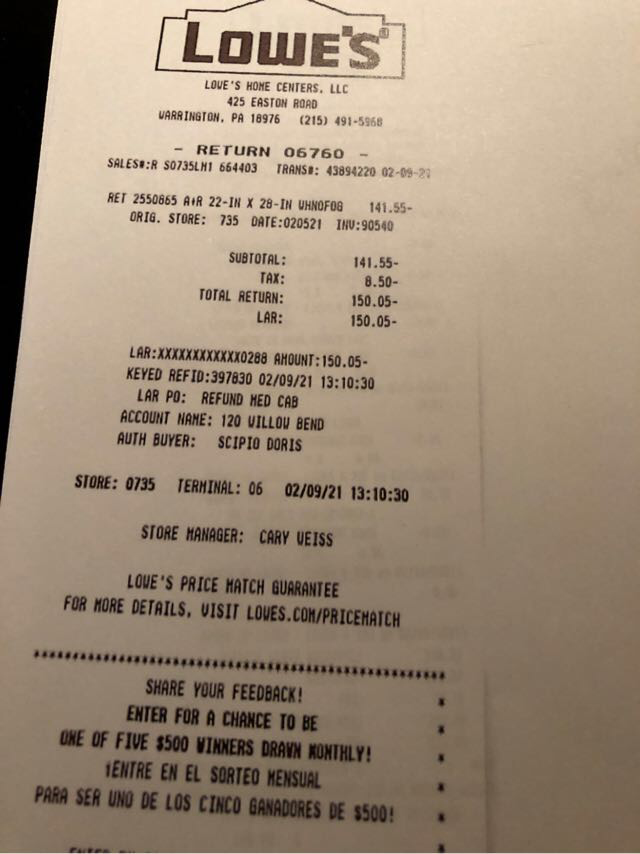 LOWE'S
LOWE'S HOME CENTERS, LLC
425 EASTON ROAD
WARRINGTON, PA 18976 (215) 491-5968
- RETURN 06760 -
SALES#:R S0735LM1 664403 TRANS#: 43894220 02-09-21
RET 2550865 A+R 22-IN X 28-IN WHNOFOG 141.55-
ORIG. STORE: 735 DATE:020521 INV:90540
SUBTOTAL: 141.55-
TAX: 8.50-
TOTAL RETURN: 150.05-
LAR: 150.05-
LAR:XXXXXXXXXXXX0288 AMOUNT:150.05-
KEYED REFID:397830 02/09/21 13:10:30
LAR PO: REFUND MED CAB
ACCOUNT NAME: 120 WILLOW BEND
AUTH BUYER: SCIPIO DORIS
STORE: 0735 TERMINAL: 06 02/09/21 13:10:30
STORE MANAGER: CARY WEISS
LOWE'S PRICE MATCH GUARANTEE
FOR MORE DETAILS, VISIT LOWES.COM/PRICEMATCH
SHARE YOUR FEEDBACK!
ENTER FOR A CHANCE TO BE
ONE OF FIVE $500 WINNERS DRAWN MONTHLY!
¡ENTRE EN EL SORTEO MENSUAL
PARA SER UNO DE LOS CINCO GANADORES DE $500!